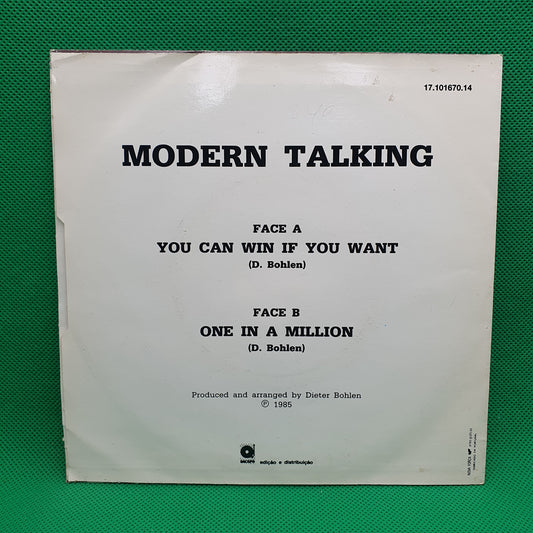 17.101670.14
MODERN TALKING
FACE A
YOU CAN WIN IF YOU WANT
(D. Bohlen)
FACE B
ONE IN A MILLION
(D. Bohlen)
Produced and arranged by Dieter Bohlen
℗ 1985
edição e distribuição